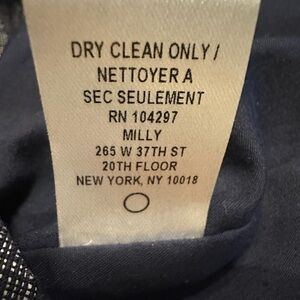 DRY CLEAN ONLY /
NETTOYER A
SEC SEULEMENT
RN 104297
MILLY
265 W 37TH ST
20TH FLOOR
NEW YORK, NY 10018